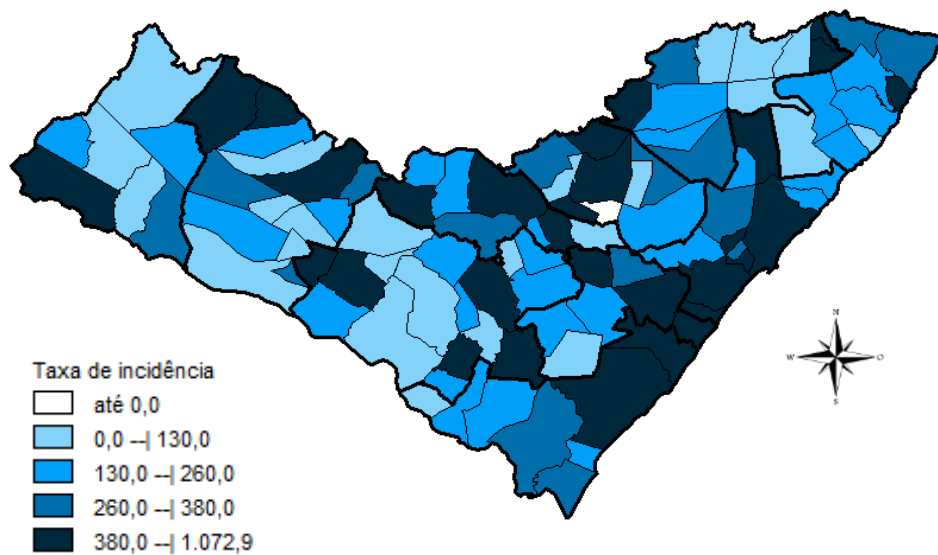 N
W O
S
Taxa de incidência
até 0,0
0,0 --| 130,0
130,0 --| 260,0
260,0 --| 380,0
380,0 --| 1.072,9